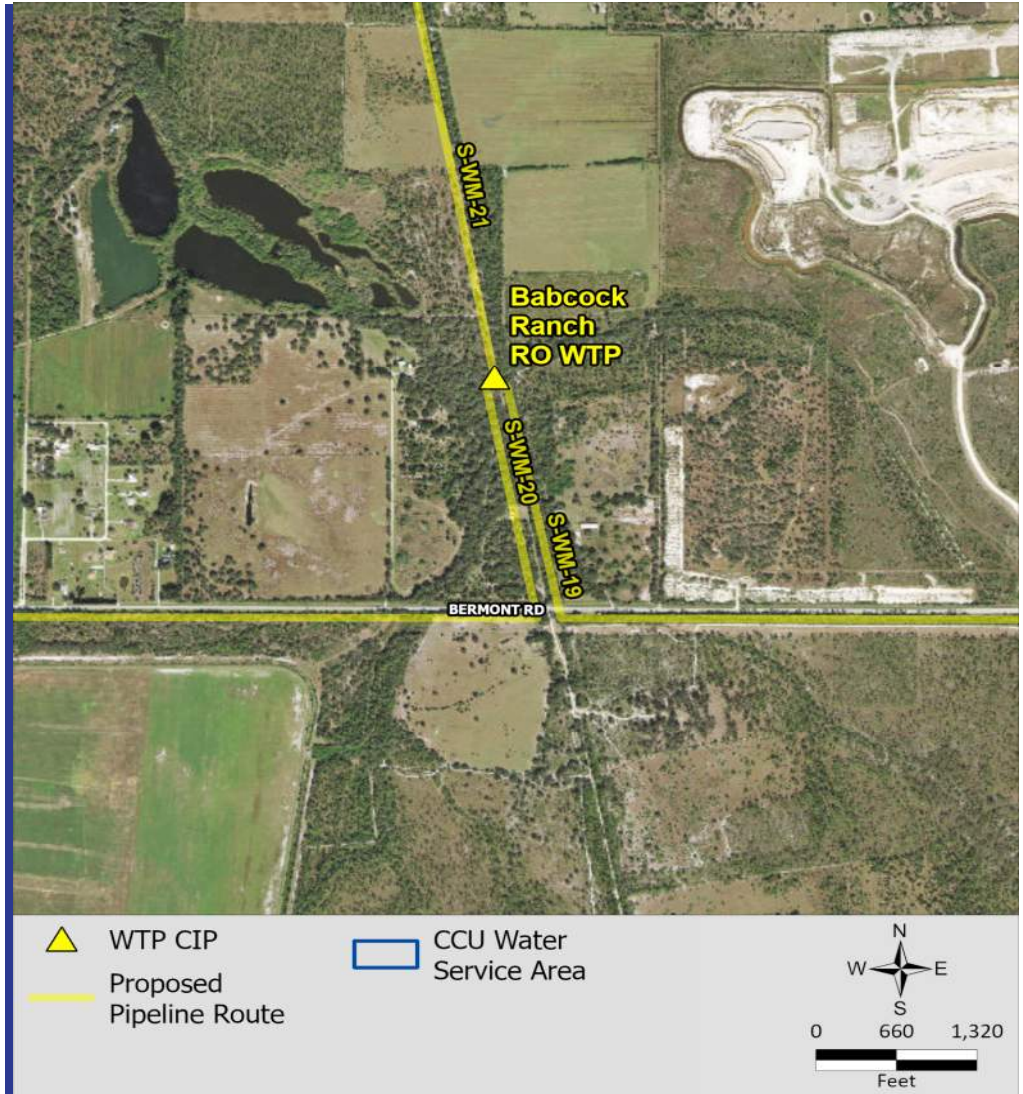 S-WM-21
Babcock
Ranch
RO WTP
S-WM-20
S-WM-19
BERMONT RD
WTP CIP
Proposed
Pipeline Route
CCU Water
Service Area
N
W E
S
0 660 1,320
Feet